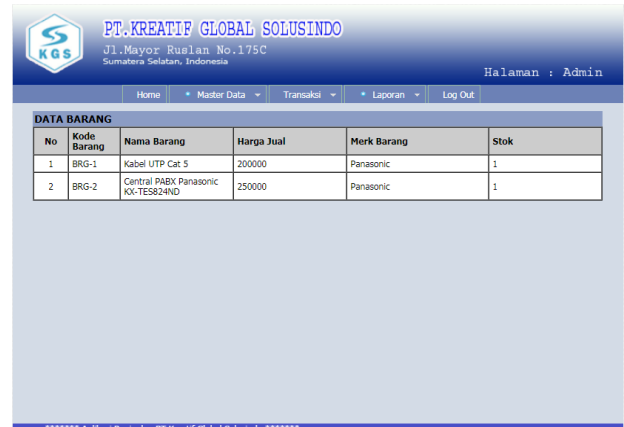 KGS
PT.KREATIF GLOBAL SOLUSINDO
Jl.Mayor Ruslan No.175C
Sumatera Selatan, Indonesia
Halaman : Admin
Home * Master Data Transaksi * Laporan Log Out
DATA BARANG
No Kode Barang Nama Barang Harga Jual Merk Barang Stok
1 BRG-1 Kabel UTP Cat 5 200000 Panasonic 1
2 BRG-2 Central PABX Panasonic KX-TES824ND 250000 Panasonic 1